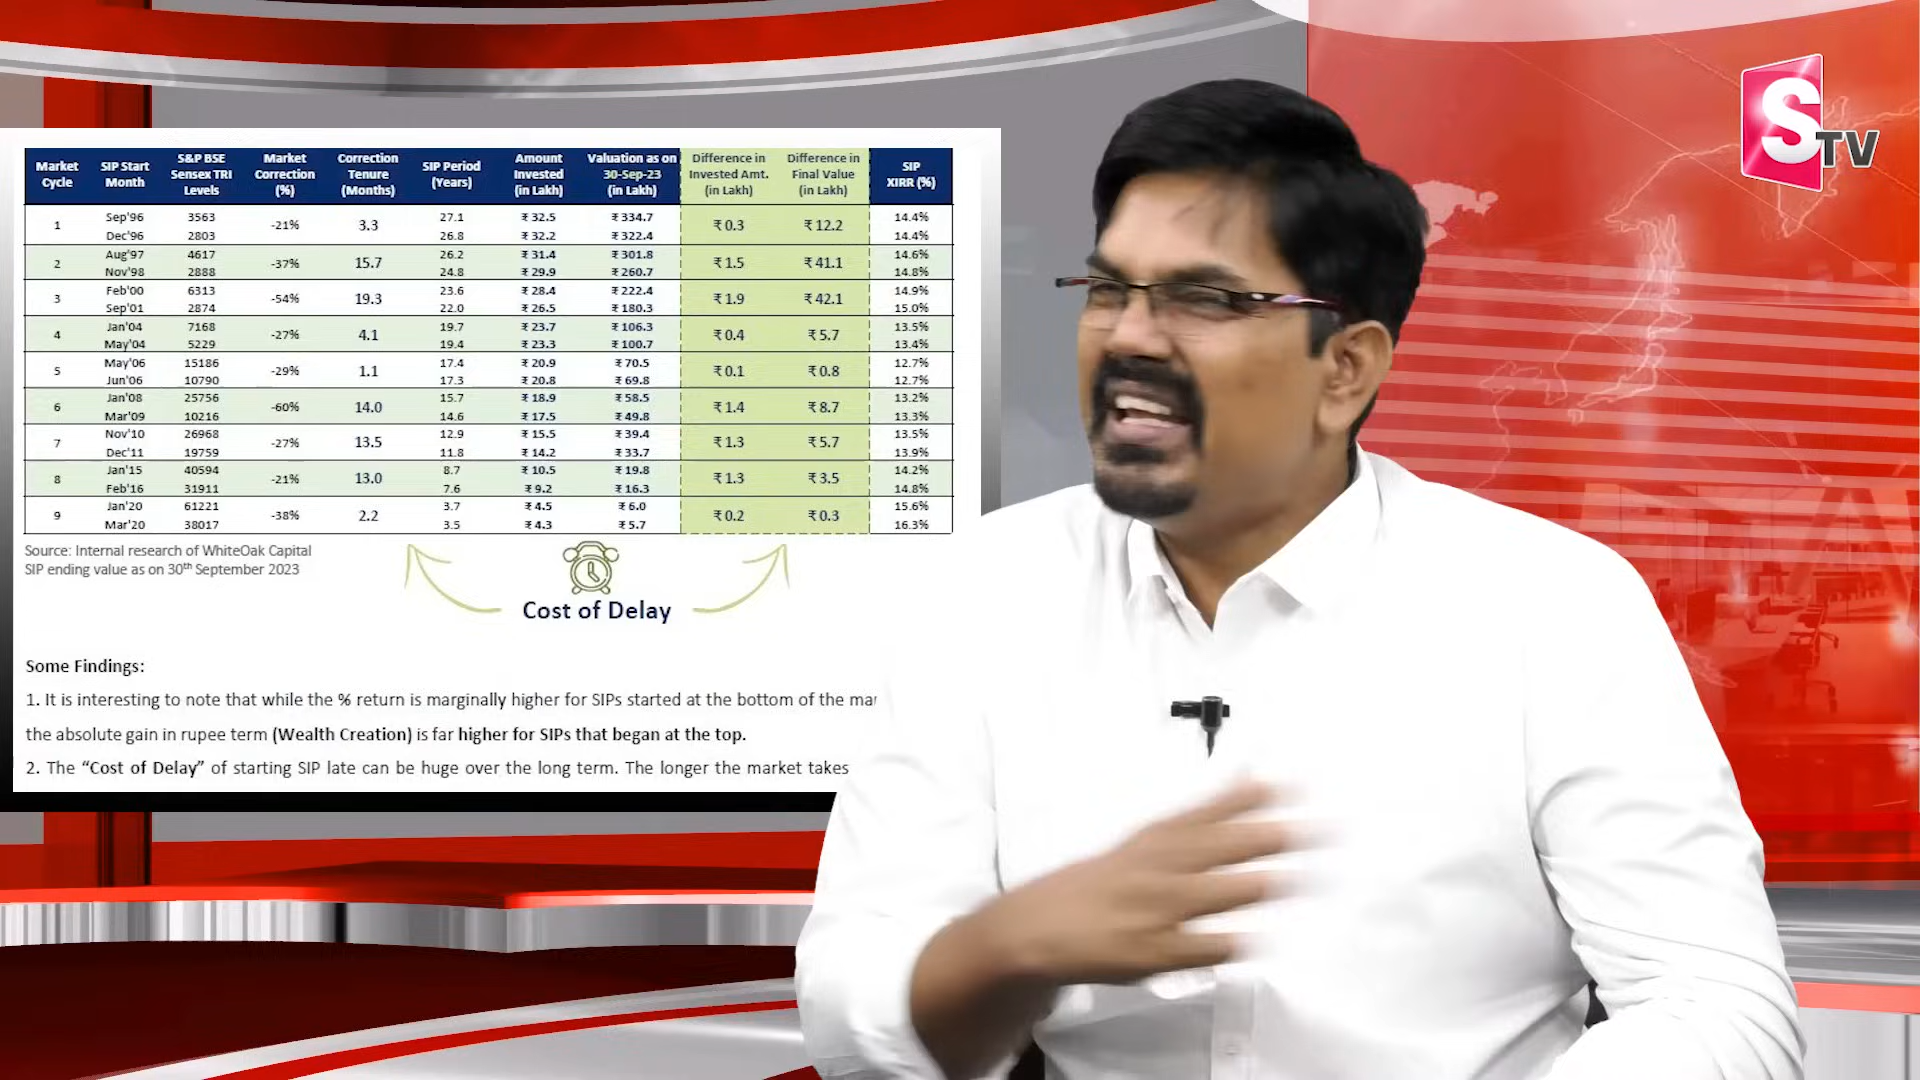 S
TV
Market Cycle SIP Start Month S&P BSE Sensex TRI Levels Market Correction (%) Correction Tenure (Months) SIP Period (Years) Amount Invested (in Lakh) Valuation as on 30-Sep-23 (in Lakh) Difference in Invested Amt. (in Lakh) Difference in Final Value (in Lakh) SIP XIRR (%)
1 Sep'96 3563 -21% 3.3 27.1 ₹ 32.5 ₹ 334.7 ₹ 0.3 ₹ 12.2 14.4%
Dec'96 2803 26.8 ₹ 32.2 ₹ 322.4 14.4%
2 Aug'97 4617 -37% 15.7 26.2 ₹ 31.4 ₹ 301.8 ₹ 1.5 ₹ 41.1 14.6%
Nov'98 2888 24.8 ₹ 29.9 ₹ 260.7 14.8%
3 Feb'00 6313 -54% 19.3 23.6 ₹ 28.4 ₹ 222.4 ₹ 1.9 ₹ 42.1 14.9%
Sep'01 2874 22.0 ₹ 26.5 ₹ 180.3 15.0%
4 Jan'04 7168 -27% 4.1 19.7 ₹ 23.7 ₹ 106.3 ₹ 0.4 ₹ 5.7 13.5%
May'04 5229 19.4 ₹ 23.3 ₹ 100.7 13.4%
5 May'06 15186 -29% 1.1 17.4 ₹ 20.9 ₹ 70.5 ₹ 0.1 ₹ 0.8 12.7%
Jun'06 10790 17.3 ₹ 20.8 ₹ 69.8 12.7%
6 Jan'08 25756 -60% 14.0 15.7 ₹ 18.9 ₹ 58.5 ₹ 1.4 ₹ 8.7 13.2%
Mar'09 10216 14.6 ₹ 17.5 ₹ 49.8 13.3%
7 Nov'10 26968 -27% 13.5 12.9 ₹ 15.5 ₹ 39.4 ₹ 1.3 ₹ 5.7 13.5%
Dec'11 19759 11.8 ₹ 14.2 ₹ 33.7 13.9%
8 Jan'15 40594 -21% 13.0 8.7 ₹ 10.5 ₹ 19.8 ₹ 1.3 ₹ 3.5 14.2%
Feb'16 31911 7.6 ₹ 9.2 ₹ 16.3 14.8%
9 Jan'20 61221 -38% 2.2 3.7 ₹ 4.5 ₹ 6.0 ₹ 0.2 ₹ 0.3 15.6%
Mar'20 38017 3.5 ₹ 4.3 ₹ 5.7 16.3%
Source: Internal research of WhiteOak Capital
SIP ending value as on 30th September 2023
Cost of Delay
Some Findings:
1. It is interesting to note that while the % return is marginally higher for SIPs started at the bottom of the
the absolute gain in rupee term (Wealth Creation) is far higher for SIPs that began at the top.
2. The “Cost of Delay” of starting SIP late can be huge over the long term. The longer the market takes